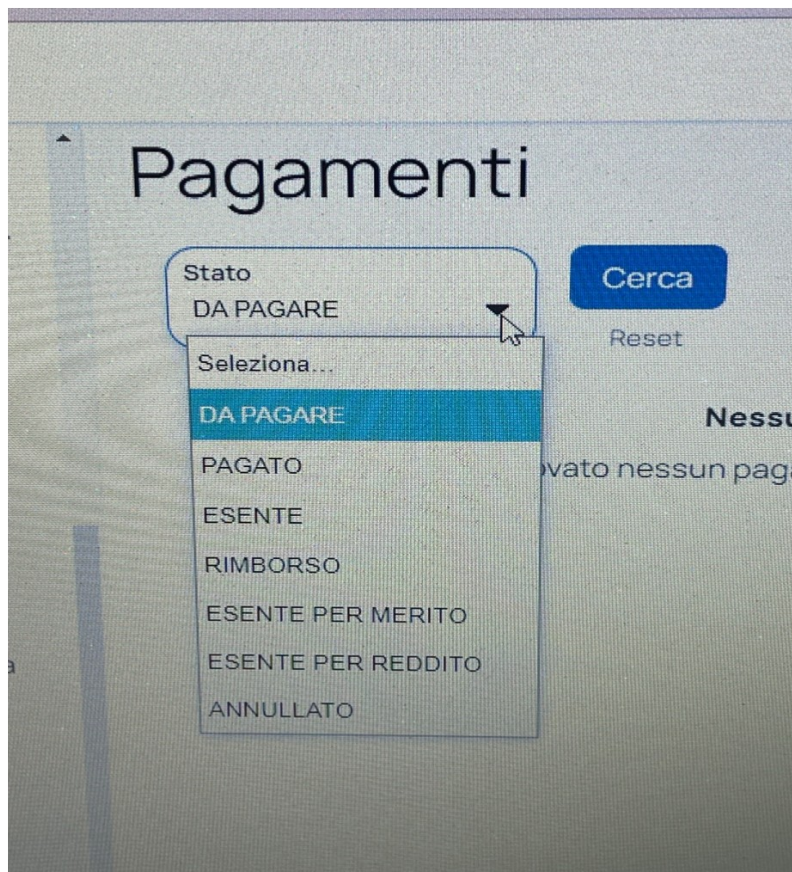 Pagamenti
Stato
DA PAGARE
Cerca
Reset
Seleziona...
DA PAGARE
PAGATO
ESENTE
RIMBORSO
ESENTE PER MERITO
ESENTE PER REDDITO
ANNULLATO
nessun